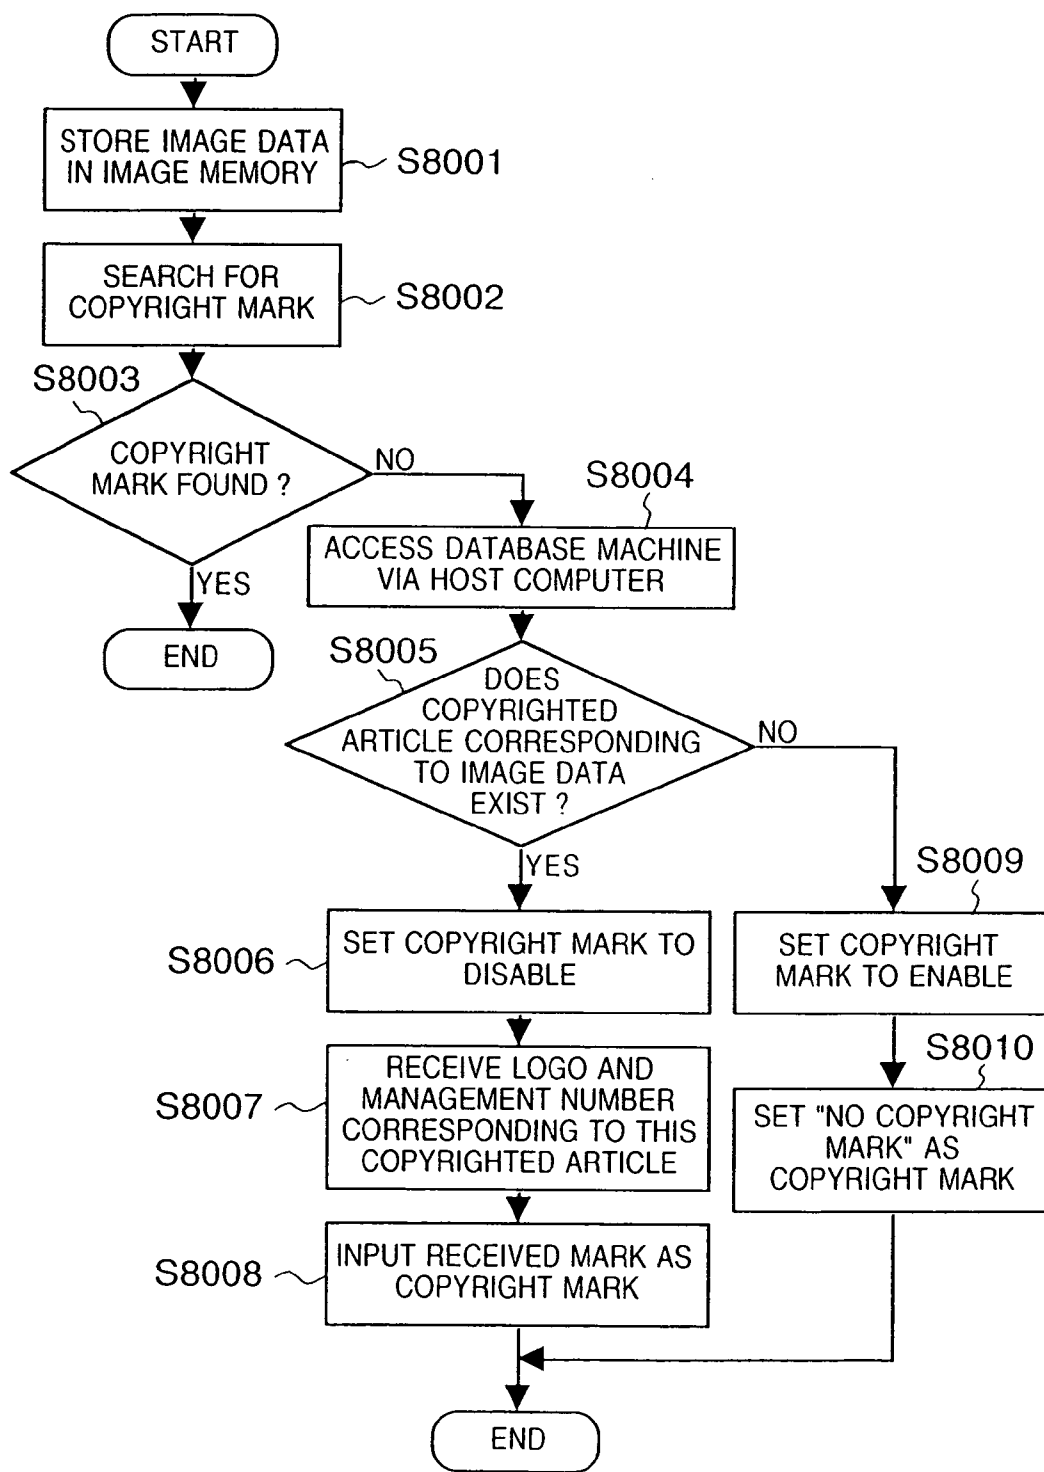 START
STORE IMAGE DATA
IN IMAGE MEMORY
S8001
SEARCH FOR
COPYRIGHT MARK
S8002
S8003
COPYRIGHT
MARK FOUND ?
NO
YES
END
S8004
ACCESS DATABASE MACHINE
VIA HOST COMPUTER
S8005
DOES
COPYRIGHTED
ARTICLE CORRESPONDING
TO IMAGE DATA
EXIST ?
NO
YES
S8006
SET COPYRIGHT MARK TO
DISABLE
S8007
RECEIVE LOGO AND
MANAGEMENT NUMBER
CORRESPONDING TO THIS
COPYRIGHTED ARTICLE
S8008
INPUT RECEIVED MARK AS
COPYRIGHT MARK
S8009
SET COPYRIGHT
MARK TO ENABLE
S8010
SET "NO COPYRIGHT
MARK" AS
COPYRIGHT MARK
END